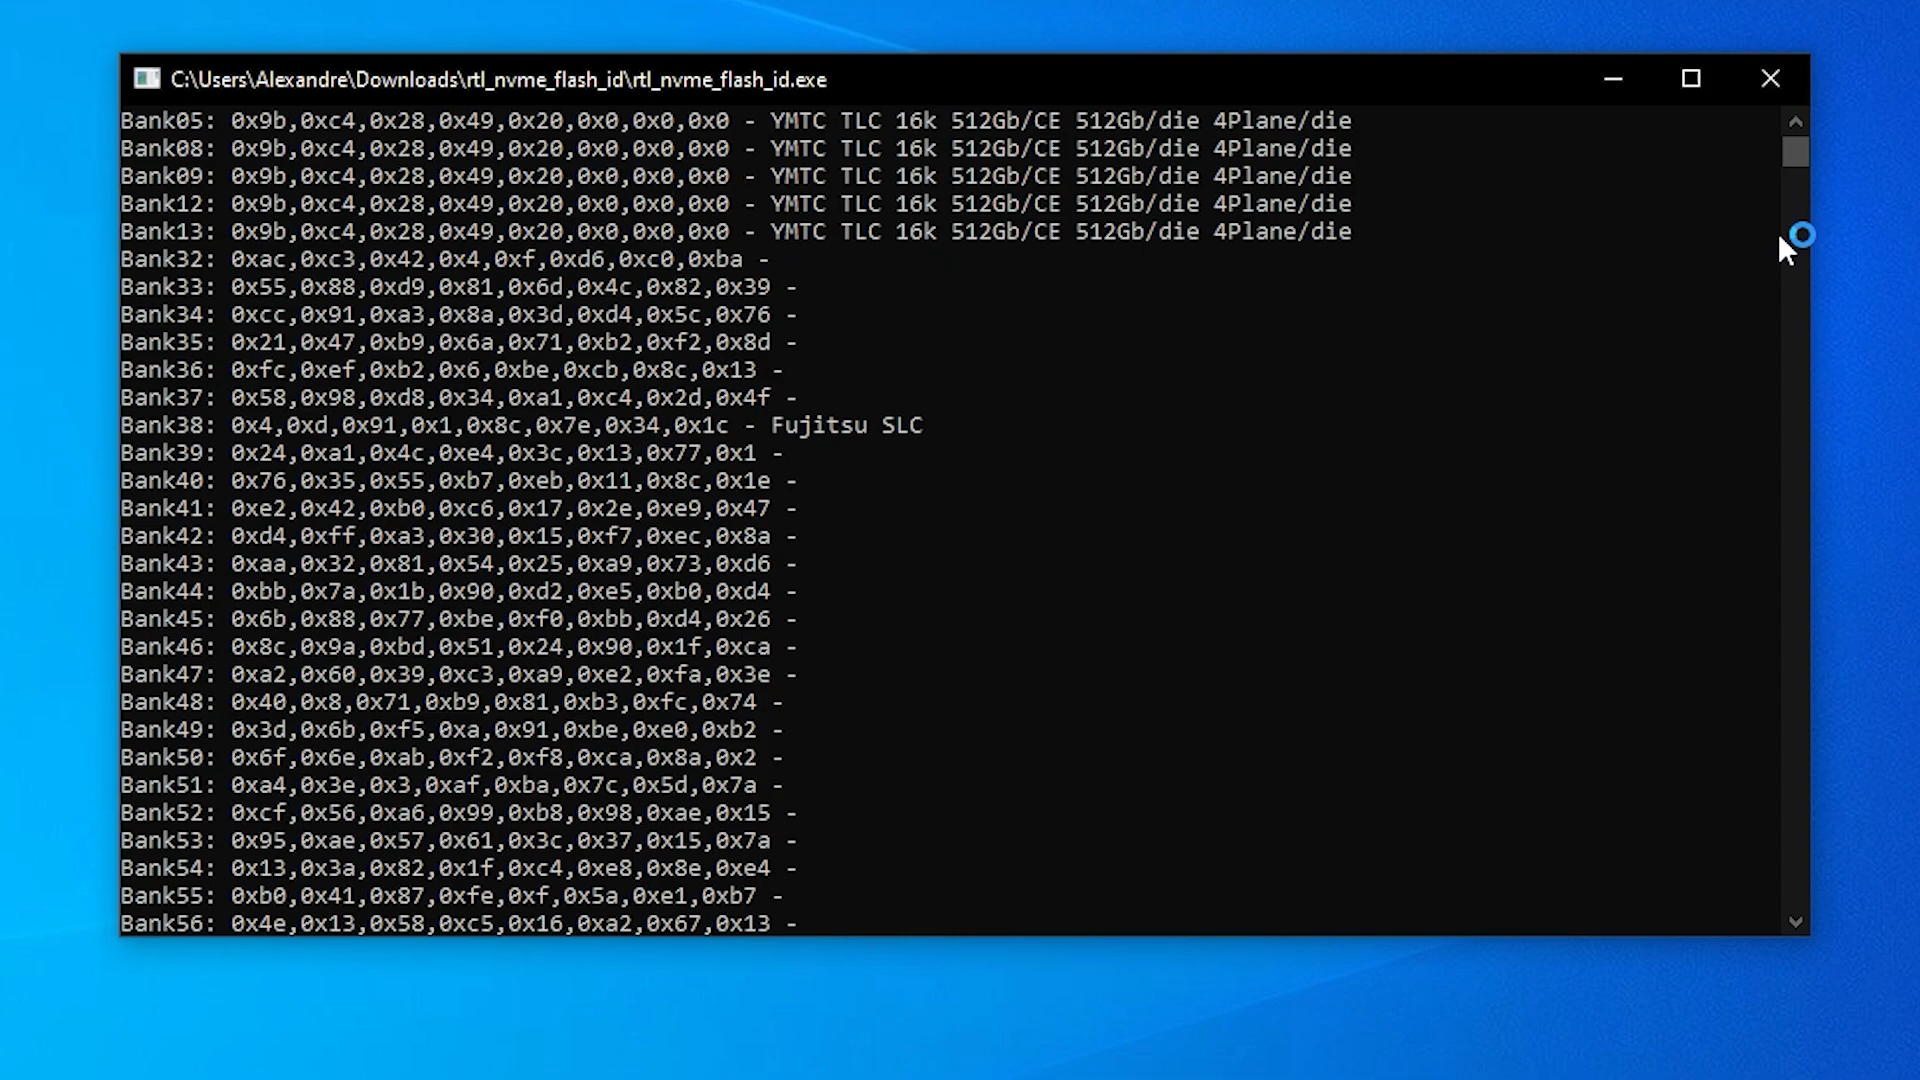 C:\Users\Alexandre\Downloads\rtl_nvme_flash_id\rtl_nvme_flash_id.exe
Bank05: 0x9b,0xc4,0x28,0x49,0x20,0x0,0x0,0x0 - YMTC TLC 16k 512Gb/CE 512Gb/die 4Plane/die
Bank08: 0x9b,0xc4,0x28,0x49,0x20,0x0,0x0,0x0 - YMTC TLC 16k 512Gb/CE 512Gb/die 4Plane/die
Bank09: 0x9b,0xc4,0x28,0x49,0x20,0x0,0x0,0x0 - YMTC TLC 16k 512Gb/CE 512Gb/die 4Plane/die
Bank12: 0x9b,0xc4,0x28,0x49,0x20,0x0,0x0,0x0 - YMTC TLC 16k 512Gb/CE 512Gb/die 4Plane/die
Bank13: 0x9b,0xc4,0x28,0x49,0x20,0x0,0x0,0x0 - YMTC TLC 16k 512Gb/CE 512Gb/die 4Plane/die
Bank32: 0xac,0xc3,0x42,0x4,0xf,0xd6,0xc0,0xba -
Bank33: 0x55,0x88,0xd9,0x81,0x6d,0x4c,0x82,0x39 -
Bank34: 0xcc,0x91,0xa3,0x8a,0x3d,0xd4,0x5c,0x76 -
Bank35: 0x21,0x47,0xb9,0x6a,0x71,0xb2,0xf2,0x8d -
Bank36: 0xfc,0xef,0xb2,0x6,0xbe,0xcb,0x8c,0x13 -
Bank37: 0x58,0x98,0xd8,0x34,0xa1,0xc4,0x2d,0x4f -
Bank38: 0x4,0xd,0x91,0x1,0x8c,0x7e,0x34,0x1c - Fujitsu SLC
Bank39: 0x24,0xa1,0x4c,0xe4,0x3c,0x13,0x77,0x1 -
Bank40: 0x76,0x35,0x55,0xb7,0xeb,0x11,0x8c,0x1e -
Bank41: 0xe2,0x42,0xb0,0xc6,0x17,0x2e,0xe9,0x47 -
Bank42: 0xd4,0xff,0xa3,0x30,0x15,0xf7,0xec,0x8a -
Bank43: 0xaa,0x32,0x81,0x54,0x25,0xa9,0x73,0xd6 -
Bank44: 0xbb,0x7a,0x1b,0x90,0xd2,0xe5,0xb0,0xd4 -
Bank45: 0x6b,0x88,0x77,0xbe,0xf0,0xbb,0xd4,0x26 -
Bank46: 0x8c,0x9a,0xbd,0x51,0x24,0x90,0x1f,0xca -
Bank47: 0xa2,0x60,0x39,0xc3,0xa9,0xe2,0xfa,0x3e -
Bank48: 0x40,0x8,0x71,0xb9,0x81,0xb3,0xfc,0x74 -
Bank49: 0x3d,0x6b,0xf5,0xa,0x91,0xbe,0xe0,0xb2 -
Bank50: 0x6f,0x6e,0xab,0xf2,0xf8,0xca,0x8a,0x2 -
Bank51: 0xa4,0x3e,0x3,0xaf,0xba,0x7c,0x5d,0x7a -
Bank52: 0xcf,0x56,0xa6,0x99,0xb8,0x98,0xae,0x15 -
Bank53: 0x95,0xae,0x57,0x61,0x3c,0x37,0x15,0x7a -
Bank54: 0x13,0x3a,0x82,0x1f,0xc4,0xe8,0x8e,0xe4 -
Bank55: 0xb0,0x41,0x87,0xfe,0xf,0x5a,0xe1,0xb7 -
Bank56: 0x4e,0x13,0x58,0xc5,0x16,0xa2,0x67,0x13 -